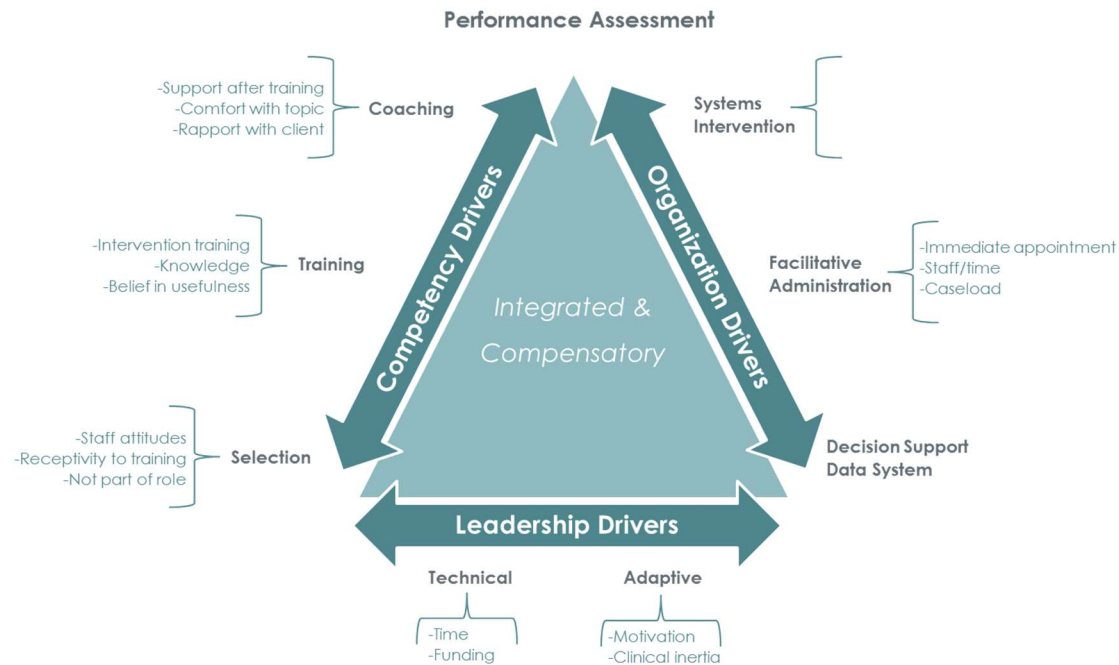 Performance Assessment
-Support after training
-Comfort with topic
-Rapport with client
Coaching
Systems
Intervention
Competency Drivers
Organization Drivers
-Intervention training
-Knowledge
-Belief in usefulness
Training
Integrated &
Compensatory
Facilitative
Administration
-Immediate appointment
-Staff/time
-Caseload
-Staff attitudes
-Receptivity to training
-Not part of role
Selection
Decision Support
Data System
Leadership Drivers
Technical
-Time
-Funding
Adaptive
-Motivation
-Clinical inertia